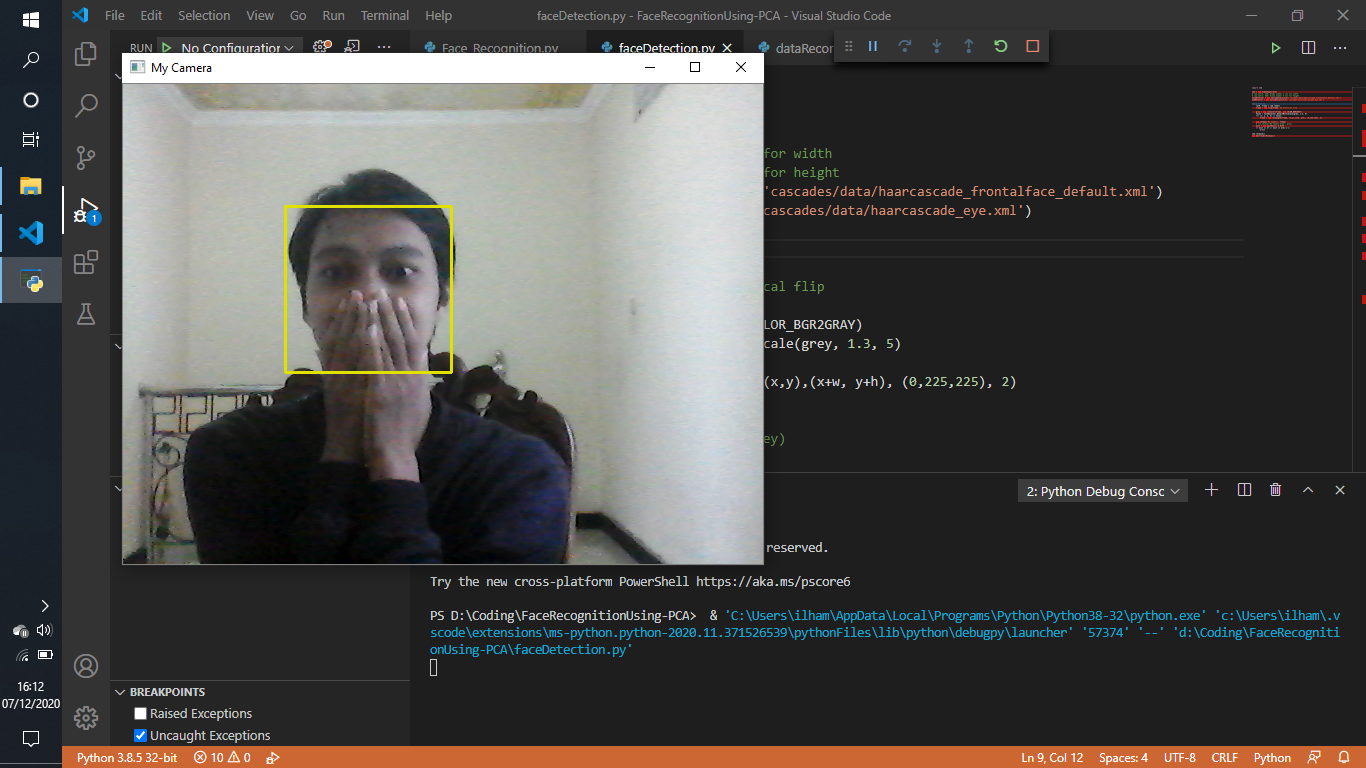 File Edit Selection View Go Run Terminal Help
faceDetection.py - FaceRecognitionUsing-PCA - Visual Studio Code
RUN No Configuration
Face_Recognition.py
faceDetection.py
dataRecor
My Camera
for width
for height
'cascades/data/haarcascade_frontalface_default.xml')
cascades/data/haarcascade_eye.xml')
cal flip
LOR_BGR2GRAY)
cale(grey, 1.3, 5)
(x,y),(x+w, y+h), (0,225,225), 2)
ey)
1
2: Python Debug Consc
reserved.
Try the new cross-platform PowerShell https://aka.ms/pscore6
PS D:\Coding\FaceRecognitionUsing-PCA>  & 'C:\Users\ilham\AppData\Local\Programs\Python\Python38-32\python.exe' 'c:\Users\ilham\.v
scode\extensions\ms-python.python-2020.11.371526539\pythonFiles\lib\python\debugpy\launcher' '57374' '--' 'd:\Coding\FaceRecogniti
onUsing-PCA\faceDetection.py'
BREAKPOINTS
Raised Exceptions
Uncaught Exceptions
16:12
07/12/2020
Python 3.8.5 32-bit
10 0
Ln 9, Col 12 Spaces: 4 UTF-8 CRLF Python